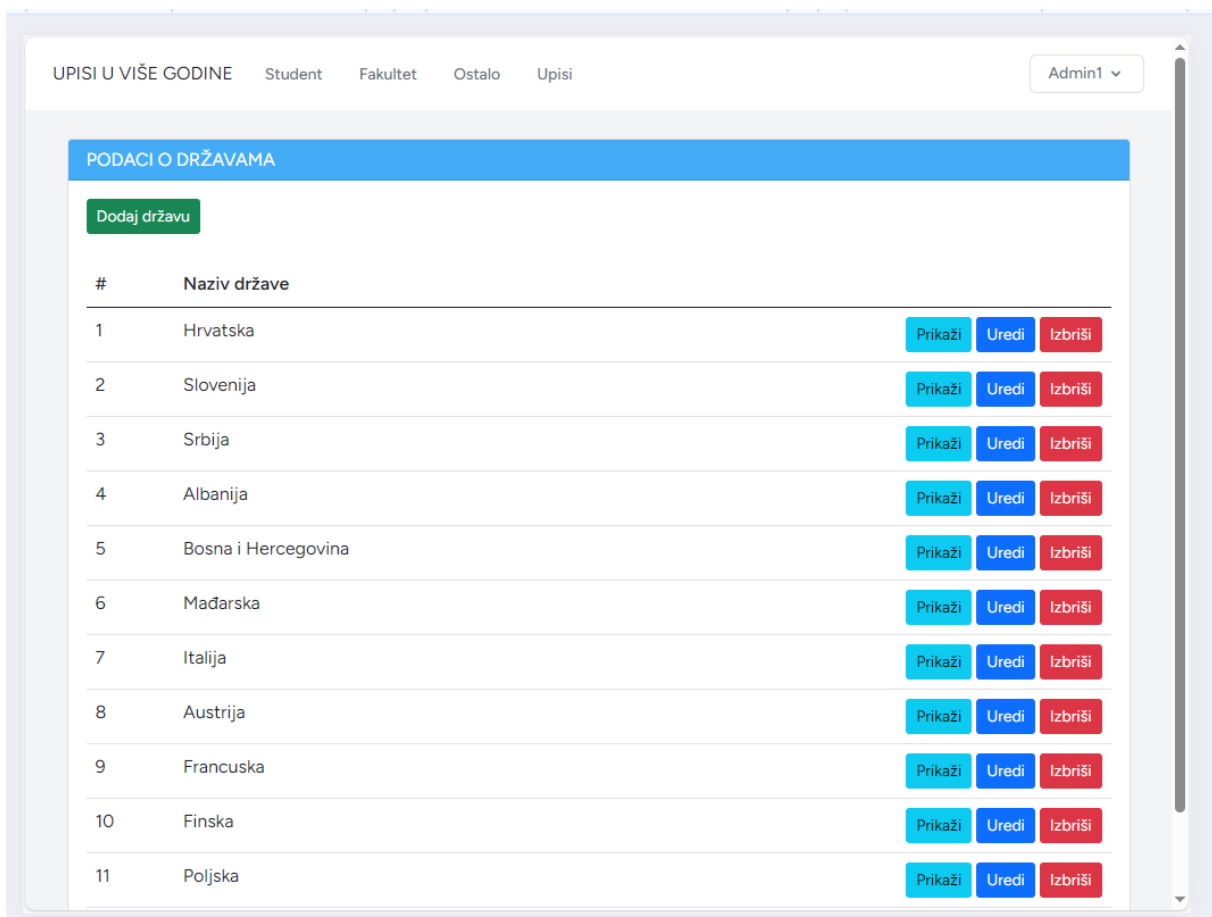 UPISI U VIŠE GODINE Student Fakultet Ostalo Upisi Admin1
PODACI O DRŽAVAMA
Dodaj državu
# Naziv države
1 Hrvatska Prikaži Uredi Izbriši
2 Slovenija Prikaži Uredi Izbriši
3 Srbija Prikaži Uredi Izbriši
4 Albanija Prikaži Uredi Izbriši
5 Bosna i Hercegovina Prikaži Uredi Izbriši
6 Mađarska Prikaži Uredi Izbriši
7 Italija Prikaži Uredi Izbriši
8 Austrija Prikaži Uredi Izbriši
9 Francuska Prikaži Uredi Izbriši
10 Finska Prikaži Uredi Izbriši
11 Poljska Prikaži Uredi Izbriši